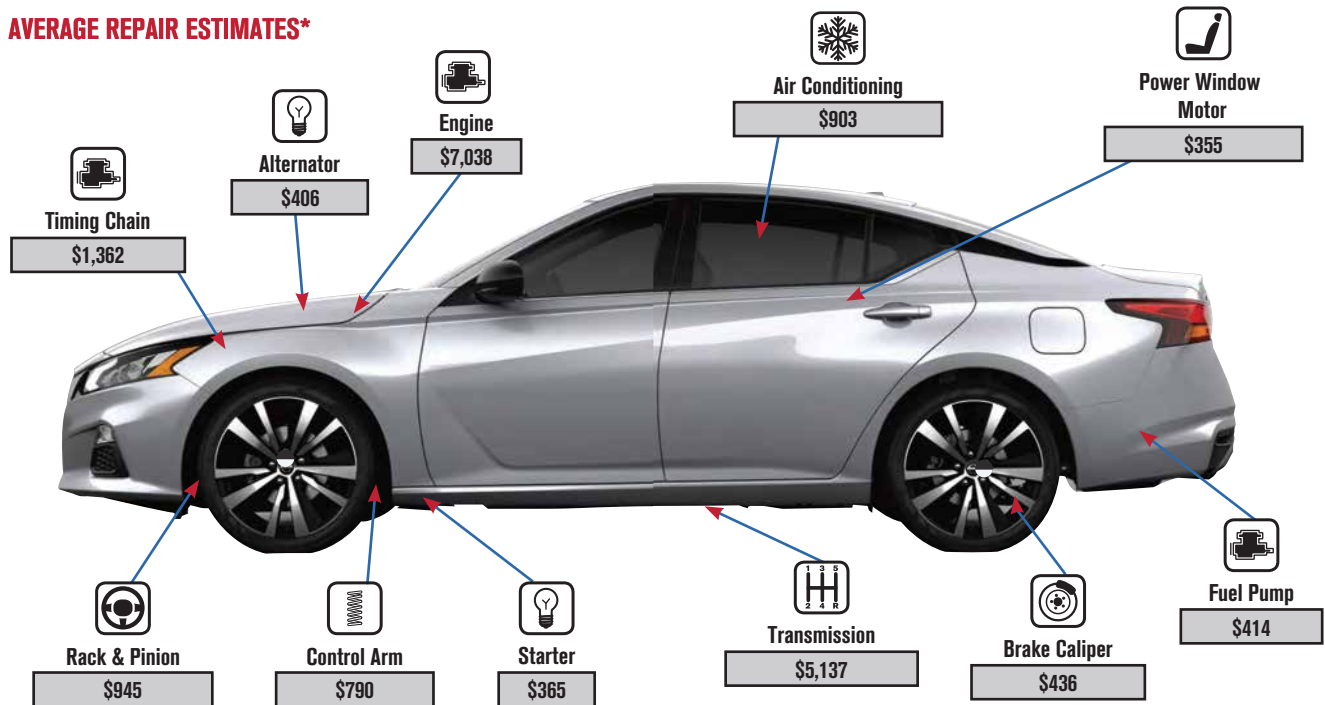 AVERAGE REPAIR ESTIMATES*
Timing Chain
$1,362
Alternator
$406
Engine
$7,038
Air Conditioning
$903
Power Window
Motor
$355
Rack & Pinion
$945
Control Arm
$790
Starter
$365
1 3 5
2 4 R
Transmission
$5,137
Brake Caliper
$436
Fuel Pump
$414